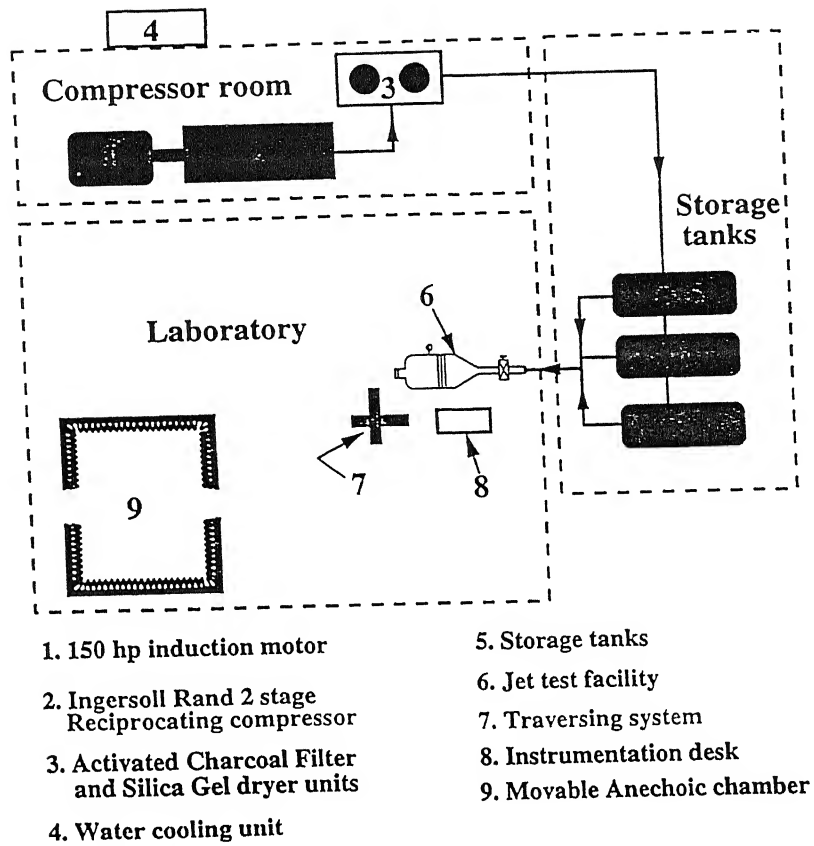 4
Compressor room
3
Storage
tanks
6
Laboratory
7
8
9
1. 150 hp induction motor
2. Ingersoll Rand 2 stage
Reciprocating compressor
3. Activated Charcoal Filter
and Silica Gel dryer units
4. Water cooling unit
5. Storage tanks
6. Jet test facility
7. Traversing system
8. Instrumentation desk
9. Movable Anechoic chamber